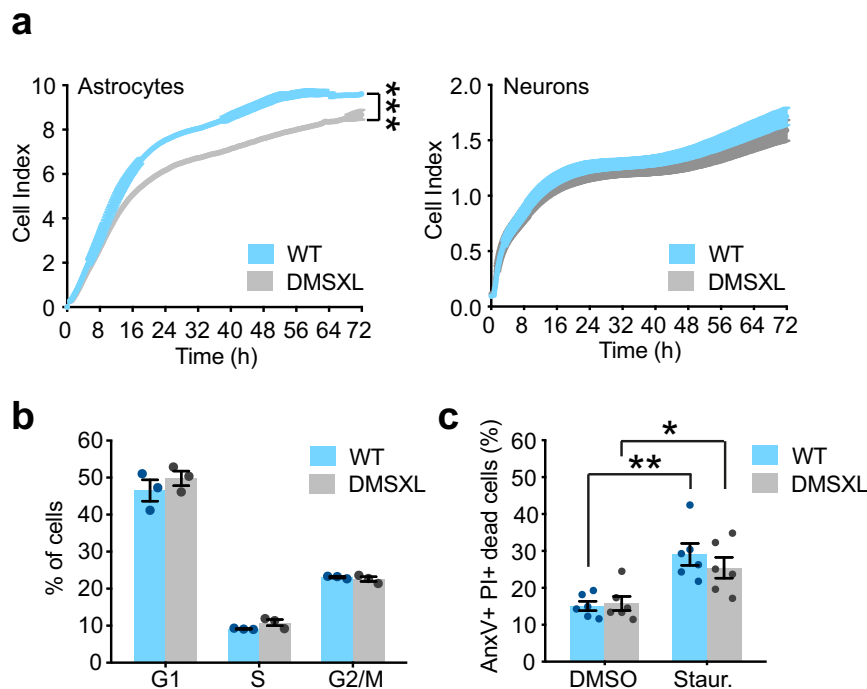 a
Astrocytes
Cell Index
10
8
6
4
2
0
***
WT
DMSXL
0 8 16 24 32 40 48 56 64 72
Time (h)
Neurons
Cell Index
2.0
1.5
1.0
0.5
0.0
WT
DMSXL
0 8 16 24 32 40 48 56 64 72
Time (h)
b
% of cells
60
50
40
30
20
10
0
WT
DMSXL
G1 S G2/M
c
AnxV+ PI+ dead cells (%)
60
50
40
30
20
10
0
*
**
WT
DMSXL
DMSO Staur.